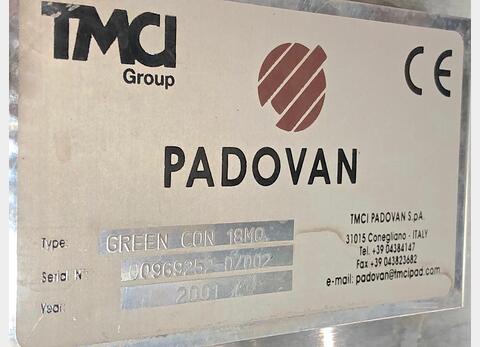 TMCI
Group
CE
PADOVAN
TMCI PADOVAN S.p.A.
31015 Conegliano - ITALY
Tel. +39 04384147
Fax +39 043823682
e-mail: padovan@tmcipad.com
Type: GREEN CON 18MQ.
Serial N°
Year: 2001